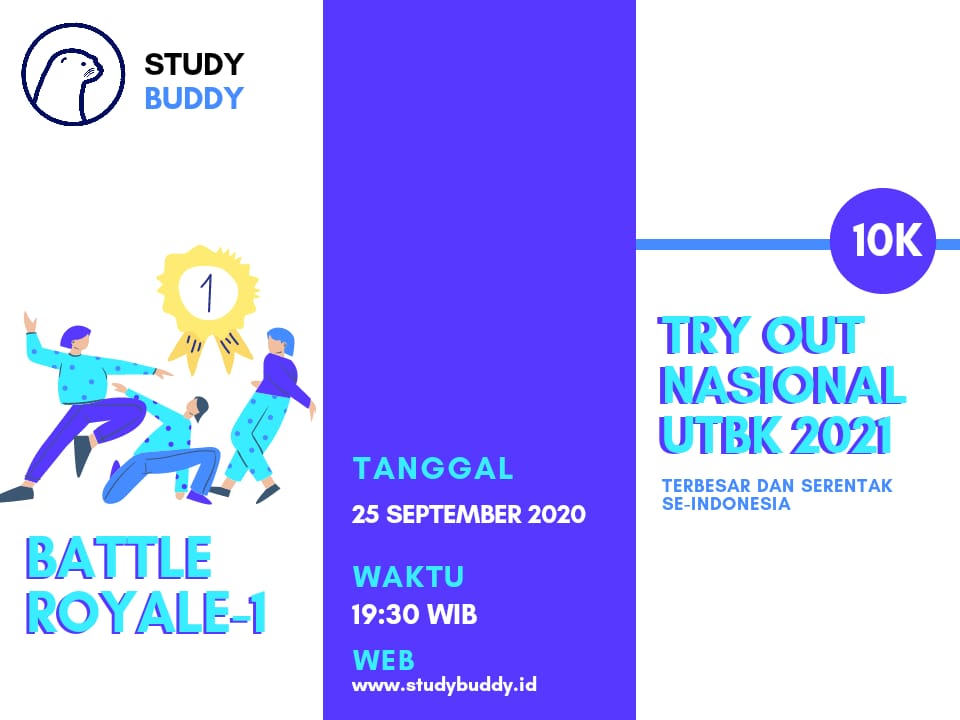 STUDY
BUDDY
1
BATTLE
ROYALE-1
TANGGAL
25 SEPTEMBER 2020
WAKTU
19:30 WIB
WEB
www.studybuddy.id
10K
TRY OUT
NASIONAL
UTBK 2021
TERBESAR DAN SERENTAK
SE-INDONESIA